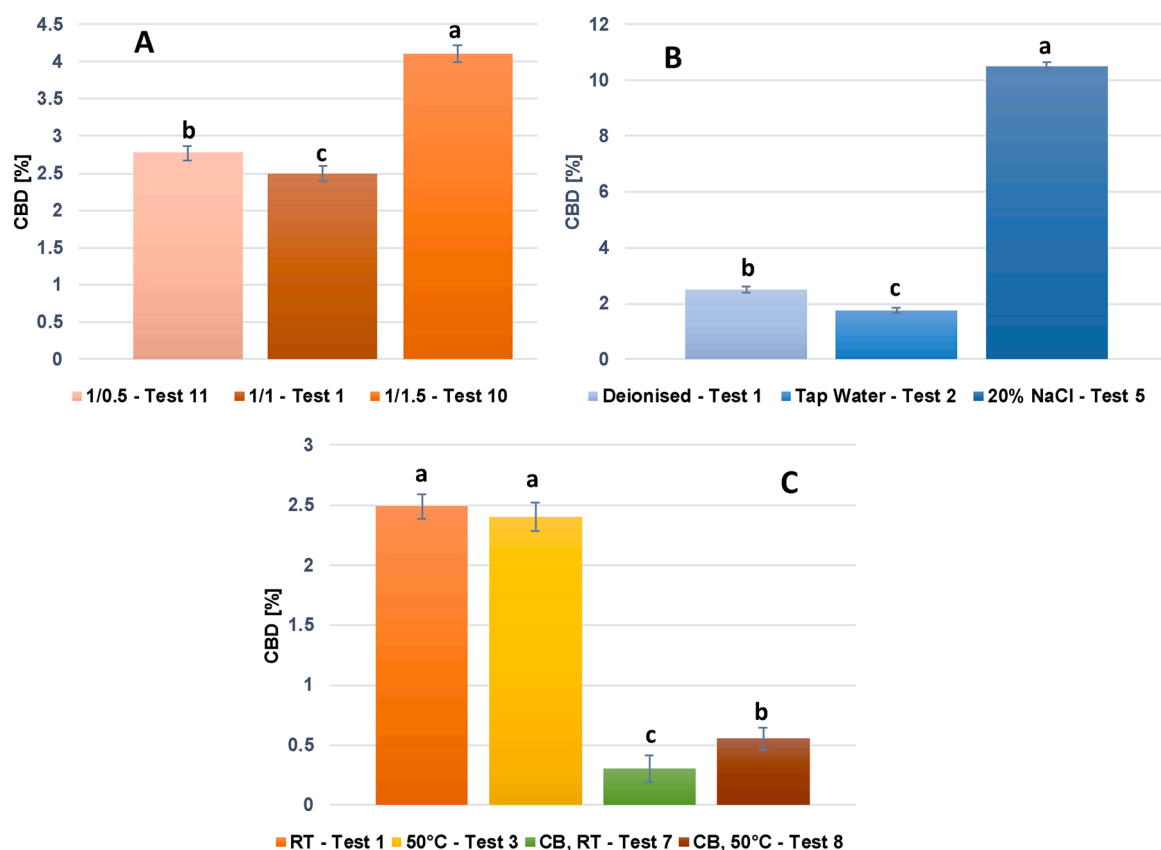 A
CBD [%]
4.5
4
3.5
3
2.5
2
1.5
1
0.5
0
b
c
a
1/0.5 - Test 11 1/1 - Test 1 1/1.5 - Test 10
B
CBD [%]
12
10
8
6
4
2
0
b
c
a
Deionised - Test 1 Tap Water - Test 2 20% NaCl - Test 5
C
CBD [%]
3
2.5
2
1.5
1
0.5
0
a
a
c
b
RT - Test 1 50°C - Test 3 CB, RT - Test 7 CB, 50°C - Test 8